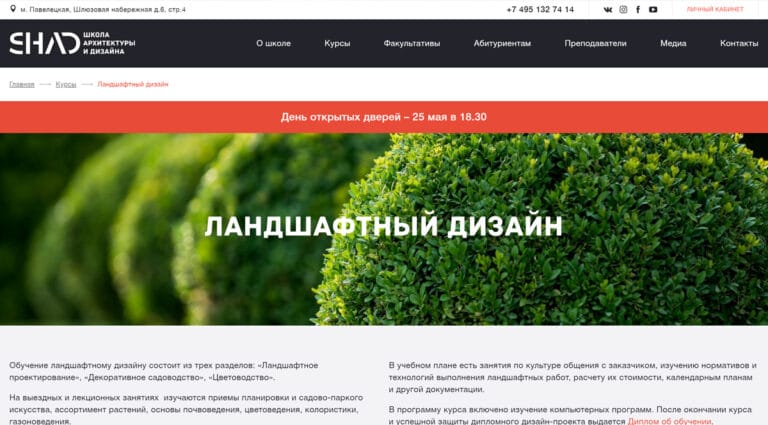 м. Павелецкая, Шлюзовая набережная д.6, стр.4
+7 495 132 74 14
ЛИЧНЫЙ КАБИНЕТ
SHAD
ШКОЛА
АРХИТЕКТУРЫ
И ДИЗАЙНА
О школе Курсы Факультативы Абитуриентам Преподаватели Медиа Контакты
Главная Курсы Ландшафтный дизайн
День открытых дверей – 25 мая в 18.30
ЛАНДШАФТНЫЙ ДИЗАЙН
Обучение ландшафтному дизайну состоит из трех разделов: «Ландшафтное
проектирование», «Декоративное садоводство», «Цветоводство».
На выездных и лекционных занятиях изучаются приемы планировки и садово-паркого
искусства, ассортимент растений, основы почвоведения, цветоведения, колористики,
газоноведения.
В учебном плане есть занятия по культуре общения с заказчиком, изучению нормативов и
технологий выполнения ландшафтных работ, расчету их стоимости, календарным планам
и другой документации.
В программу курса включено изучение компьютерных программ. После окончании курса
и успешной защиты дипломного дизайн-проекта выдается Диплом об обучении.